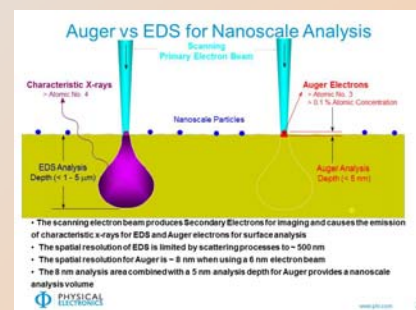 Auger vs EDS for Nanoscale Analysis
Scanning
Primary Electron Beam
Characteristic X-rays
> Atomic No. 4
Auger Electrons
> Atomic No. 3
> 0.1 % Atomic Concentration
Nanoscale Particles
EDS Analysis
Depth (< 1 - 5 µm)
Auger Analysis
Depth (< 5 nm)
• The scanning electron beam produces Secondary Electrons for imaging and causes the emission
of characteristic x-rays for EDS and Auger electrons for surface analysis
• The spatial resolution of EDS is limited by scattering processes to ~ 500 nm
• The spatial resolution for Auger is ~ 8 nm when using a 6 nm electron beam
• The 8 nm analysis area combined with a 5 nm analysis depth for Auger provides a nanoscale
analysis volume
PHYSICAL
ELECTRONICS
www.phi.com